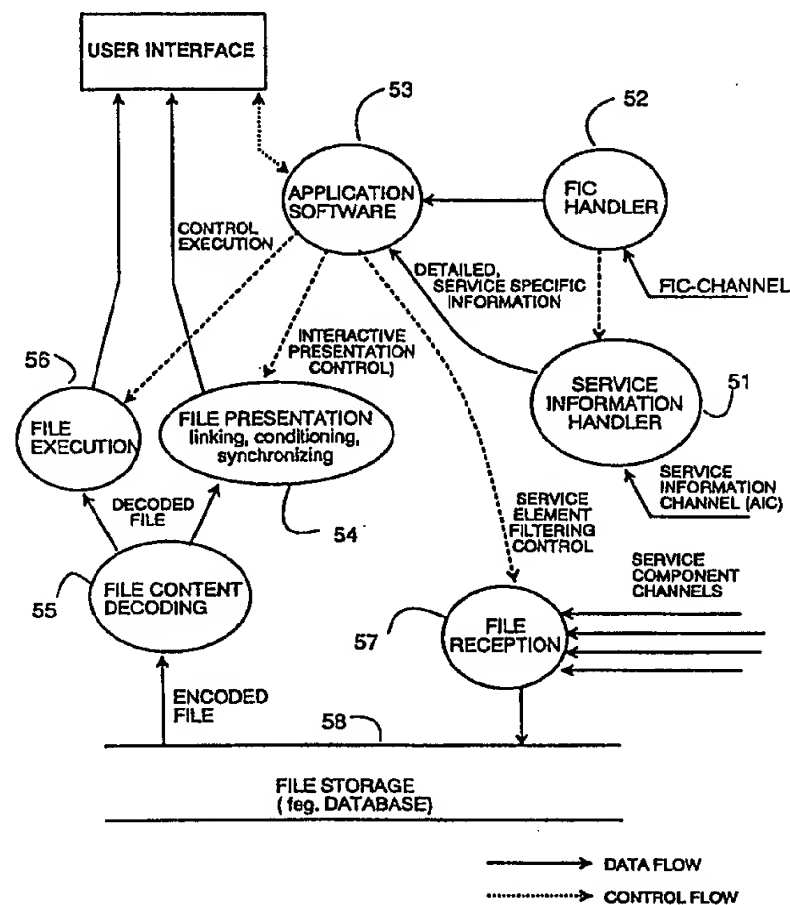 USER INTERFACE
53
52
APPLICATION
SOFTWARE
FIC
HANDLER
CONTROL
EXECUTION
DETAILED,
SERVICE SPECIFIC
INFORMATION
FIC-CHANNEL
INTERACTIVE
PRESENTATION
CONTROL)
56
51
SERVICE
INFORMATION
HANDLER
FILE
EXECUTION
FILE PRESENTATION
linking, conditioning,
synchronizing
SERVICE
INFORMATION
CHANNEL (AIC)
DECODED
FILE
54
SERVICE
ELEMENT
FILTERING
CONTROL
55
FILE CONTENT
DECODING
SERVICE
COMPONENT
CHANNELS
57
FILE
RECEPTION
ENCODED
FILE
58
FILE STORAGE
( feg. DATABASE)
DATA FLOW
CONTROL FLOW